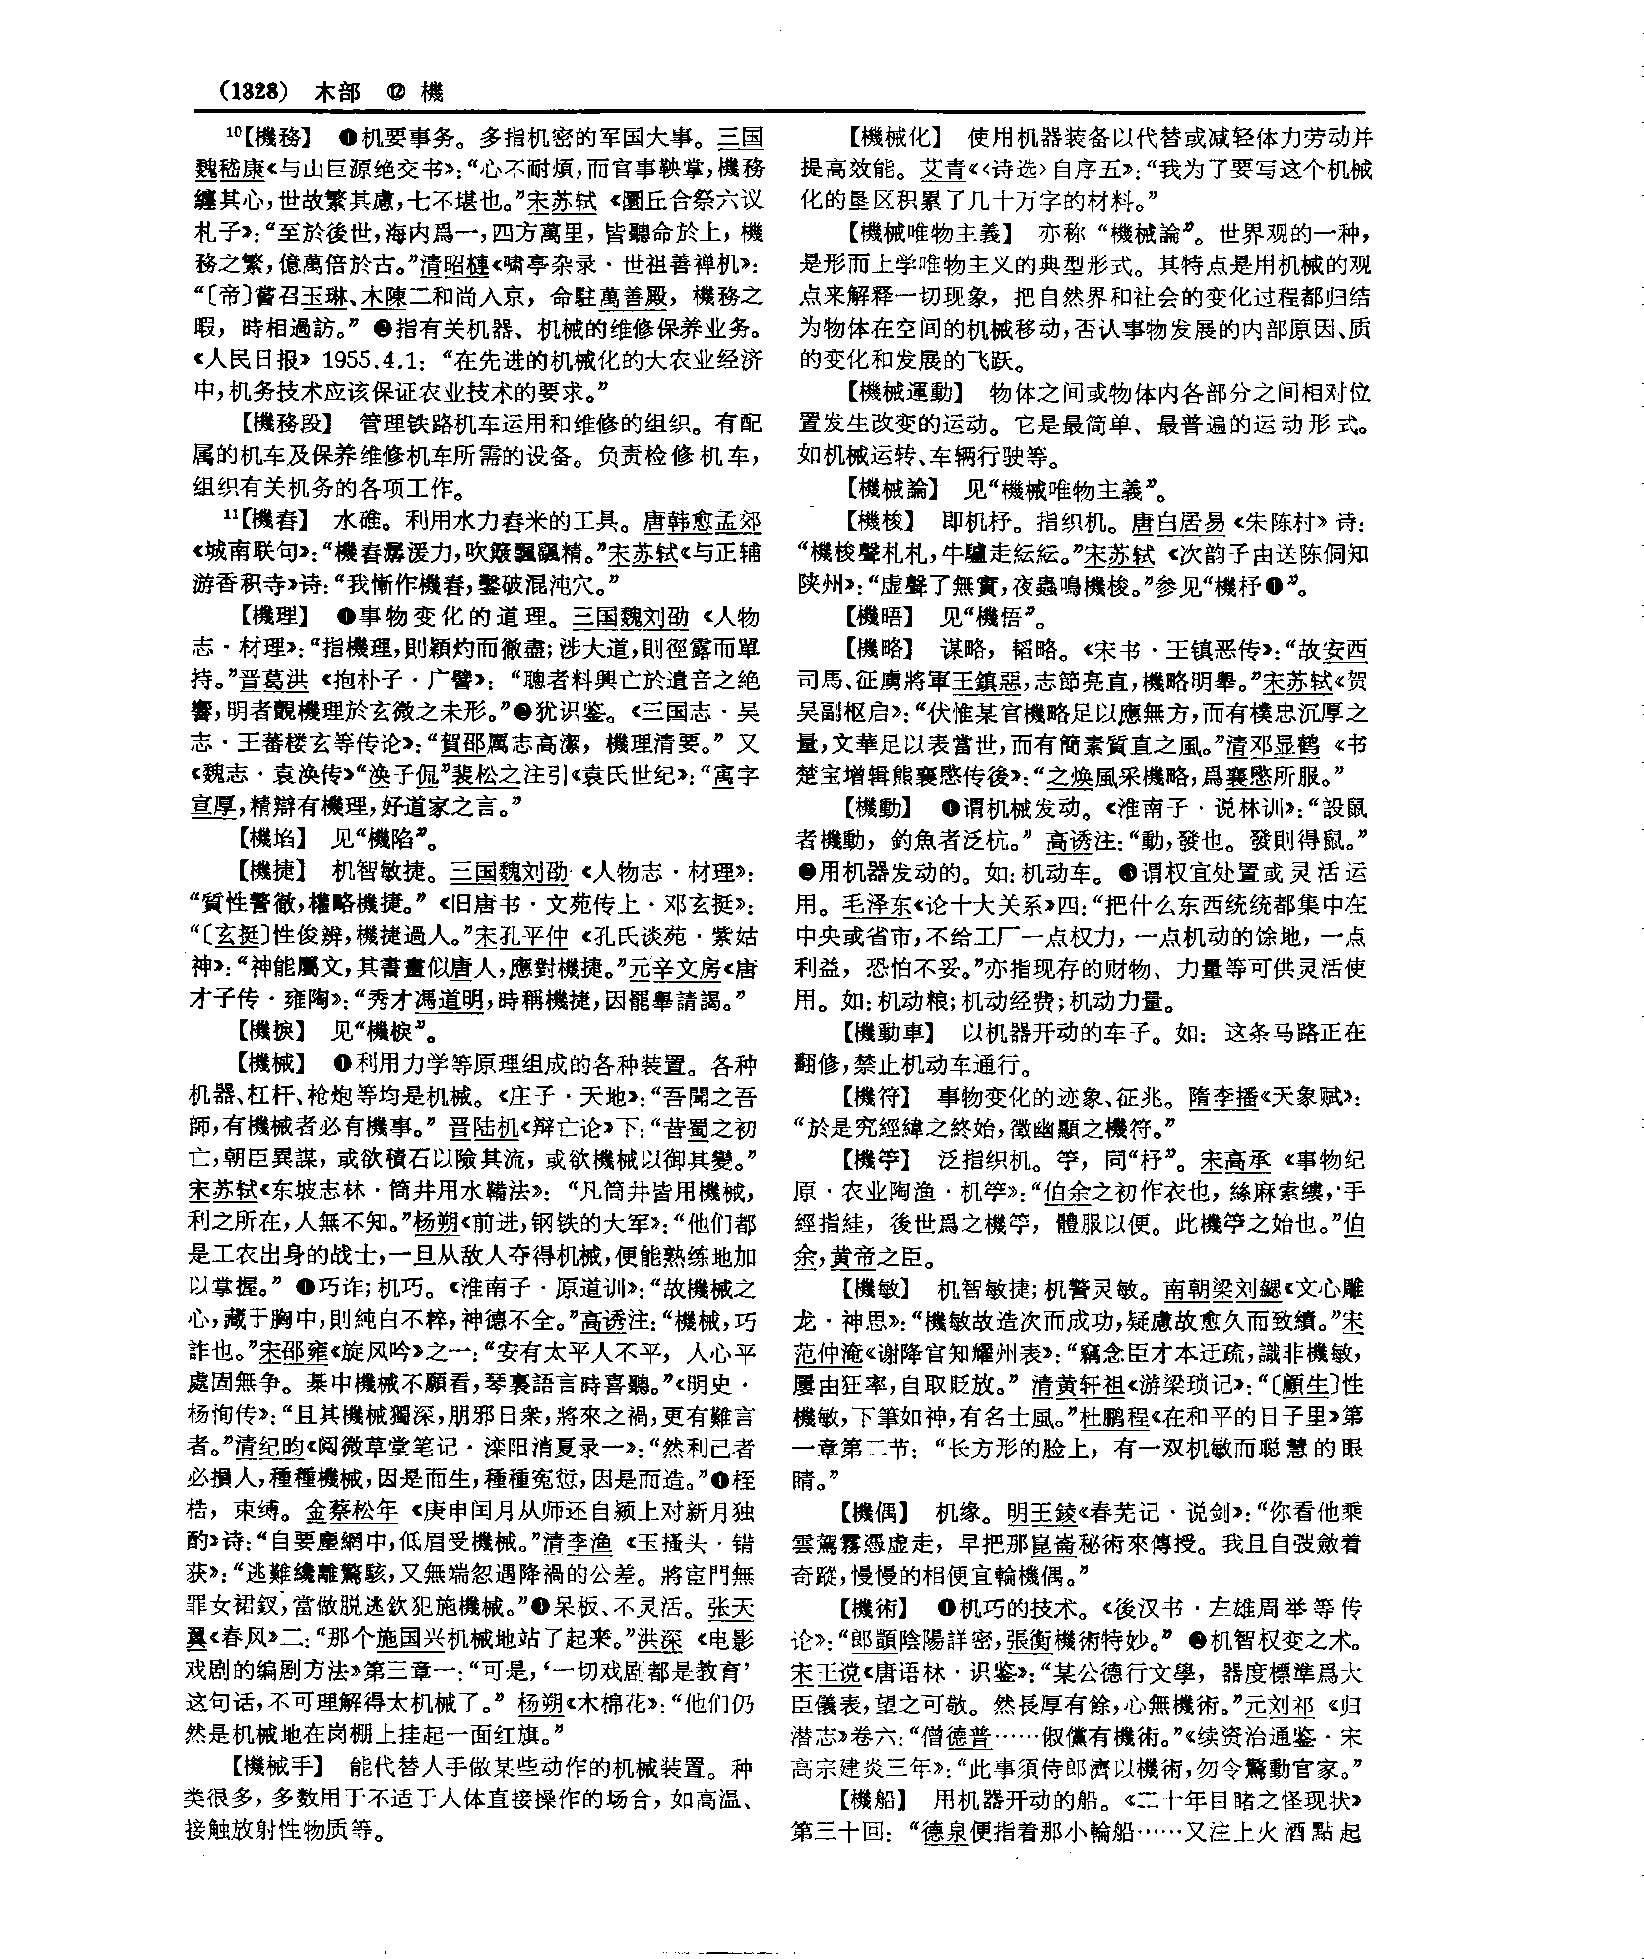 （1328） 木部 ⑫ 機
¹⁰【機務】 ❶机要事务。多指机密的军国大事。三国
魏嵇康《与山巨源绝交书》：“心不耐煩，而官事鞅掌，機務
纏其心，世故繁其慮，七不堪也。”宋苏轼《圜丘合祭六议
札子》：“至於後世，海内爲一，四方萬里，皆聽命於上，機
務之繁，億萬倍於古。”清昭槤《啸亭杂录·世祖善禅机》：
“〔帝〕嘗召玉琳、木陳二和尚入京，命駐萬善殿，機務之
暇，時相過訪。”❷指有关机器、机械的维修保养业务。
《人民日报》1955.4.1：“在先进的机械化的大农业经济
中，机务技术应该保证农业技术的要求。”
【機務段】 管理铁路机车运用和维修的组织。有配
属的机车及保养维修机车所需的设备。负责检修机车，
组织有关机务的各项工作。
¹¹【機舂】 水碓。利用水力舂米的工具。唐韩愈孟郊
《城南联句》：“機舂潺湲力，吹簸飄飖精。”宋苏轼《与正辅
游香积寺》诗：“我慚作機舂，鑿破混沌穴。”
【機理】 ❶事物变化的道理。三国魏刘劭《人物
志·材理》：“指機理，則穎灼而徹盡；涉大道，則徑露而單
持。”晋葛洪《抱朴子·广譬》：“聰者料興亡於遺音之絶
響，明者覿機理於玄微之未形。”❷犹识鉴。《三国志·吴
志·王蕃楼玄等传论》：“賀邵厲志高潔，機理清要。”又
《魏志·袁涣传》“涣子侃”裴松之注引《袁氏世纪》：“寓字
宣厚，精辯有機理，好道家之言。”
【機埳】 见“機陷”。
【機捷】 机智敏捷。三国魏刘劭《人物志·材理》：
“質性警徹，權略機捷。”《旧唐书·文苑传上·邓玄挺》：
“〔玄挺〕性俊辨，機捷過人。”宋孔平仲《孔氏谈苑·紫姑
神》：“神能屬文，其書畫似唐人，應對機捷。”元辛文房《唐
才子传·雍陶》：“秀才馮道明，時稱機捷，因罷舉請謁。”
【機捩】 见“機棙”。
【機械】 ❶利用力学等原理组成的各种装置。各种
机器、杠杆、枪炮等均是机械。《庄子·天地》：“吾聞之吾
師，有機械者必有機事。”晋陆机《辩亡论》下：“昔蜀之初
亡，朝臣異謀，或欲積石以險其流，或欲機械以御其變。”
宋苏轼《东坡志林·筒井用水鞴法》：“凡筒井皆用機械，
利之所在，人無不知。”杨朔《前进，钢铁的大军》：“他们都
是工农出身的战士，一旦从敌人夺得机械，便能熟练地加
以掌握。”❷巧诈；机巧。《淮南子·原道训》：“故機械之
心，藏于胸中，則純白不粹，神德不全。”高诱注：“機械，巧
詐也。”宋邵雍《旋风吟》之一：“安有太平人不平，人心平
處固無争。棊中機械不願看，琴裏語言時喜聽。”《明史·
杨恂传》：“且其機械獨深，朋邪日衆，將來之禍，更有難言
者。”清纪昀《阅微草堂笔记·滦阳消夏录一》：“然利己者
必損人，種種機械，因是而生，種種冤愆，因是而造。”❸桎
梏，束缚。金蔡松年《庚申闰月从师还自颍上对新月独
酌》诗：“自要塵網中，低眉受機械。”清李渔《玉搔头·错
获》：“逃難纔離驚駭，又無端忽遇降禍的公差。將宦門無
罪女裙釵，當做脱逃欽犯施機械。”❹呆板、不灵活。张天
翼《春风》二：“那个施国兴机械地站了起来。”洪深《电影
戏剧的编剧方法》第三章一：“可是，‘一切戏剧都是教育’
这句话，不可理解得太机械了。”杨朔《木棉花》：“他们仍
然是机械地在岗棚上挂起一面红旗。”
【機械手】 能代替人手做某些动作的机械装置。种
类很多，多数用于不适于人体直接操作的场合，如高温、
接触放射性物质等。
【機械化】 使用机器装备以代替或减轻体力劳动并
提高效能。艾青《〈诗选〉自序五》：“我为了要写这个机械
化的垦区积累了几十万字的材料。”
【機械唯物主義】 亦称“機械論”。世界观的一种，
是形而上学唯物主义的典型形式。其特点是用机械的观
点来解释一切现象，把自然界和社会的变化过程都归结
为物体在空间的机械移动，否认事物发展的内部原因、质
的变化和发展的飞跃。
【機械運動】 物体之间或物体内各部分之间相对位
置发生改变的运动。它是最简单、最普遍的运动形式。
如机械运转、车辆行驶等。
【機械論】 见“機械唯物主義”。
【機梭】 即机杼。指织机。唐白居易《朱陈村》诗：
“機梭聲札札，牛驢走紜紜。”宋苏轼《次韵子由送陈侗知
陕州》：“虚聲了無實，夜蟲鳴機梭。”参见“機杼❶”。
【機晤】 见“機悟”。
【機略】 谋略，韬略。《宋书·王镇恶传》：“故安西
司馬、征虜將軍王鎮惡，志節亮直，機略明舉。”宋苏轼《贺
吴副枢启》：“伏惟某官機略足以應無方，而有樸忠沉厚之
量，文華足以表當世，而有簡素質直之風。”清邓显鹤《书
楚宝增辑熊襄愍传後》：“之焕風采機略，爲襄愍所服。”
【機動】 ❶谓机械发动。《淮南子·说林训》：“設鼠
者機動，釣魚者泛杭。”高诱注：“動，發也。發則得鼠。”
❷用机器发动的。如：机动车。❸谓权宜处置或灵活运
用。毛泽东《论十大关系》四：“把什么东西统统都集中在
中央或省市，不给工厂一点权力，一点机动的馀地，一点
利益，恐怕不妥。”亦指现存的财物、力量等可供灵活使
用。如：机动粮；机动经费；机动力量。
【機動車】 以机器开动的车子。如：这条马路正在
翻修，禁止机动车通行。
【機符】 事物变化的迹象、征兆。隋李播《天象赋》：
“於是究經緯之終始，徵幽顯之機符。”
【機竽】 泛指织机。竽，同“杼”。宋高承《事物纪
原·农业陶渔·机竽》：“伯余之初作衣也，絲麻索缕，手
經指絓，後世爲之機竽，體服以便。此機竽之始也。”伯
余，黄帝之臣。
【機敏】 机智敏捷；机警灵敏。南朝梁刘勰《文心雕
龙·神思》：“機敏故造次而成功，疑慮故愈久而致績。”宋
范仲淹《谢降官知耀州表》：“竊念臣才本迂疏，識非機敏，
屢由狂率，自取貶放。”清黄轩祖《游梁琐记》：“〔顧生〕性
機敏，下筆如神，有名士風。”杜鹏程《在和平的日子里》第
一章第二节：“长方形的脸上，有一双机敏而聪慧的眼
睛。”
【機偶】 机缘。明王錂《春芜记·说剑》：“你看他乘
雲駕霧憑虚走，早把那崑崙秘術來傳授。我且自弢斂着
奇蹤，慢慢的相便宜輪機偶。”
【機術】 ❶机巧的技术。《後汉书·左雄周举等传
论》：“郎顗陰陽詳密，張衡機術特妙。”❷机智权变之术。
宋王谠《唐语林·识鉴》：“某公德行文學，器度標準爲大
臣儀表，望之可敬。然長厚有餘，心無機術。”元刘祁《归
潜志》卷六：“僧德普……俶儻有機術。”《续资治通鉴·宋
高宗建炎三年》：“此事須侍郎濟以機術，勿令驚動官家。”
【機船】 用机器开动的船。《二十年目睹之怪现状》
第三十回：“德泉便指着那小輪船……又注上火酒點起